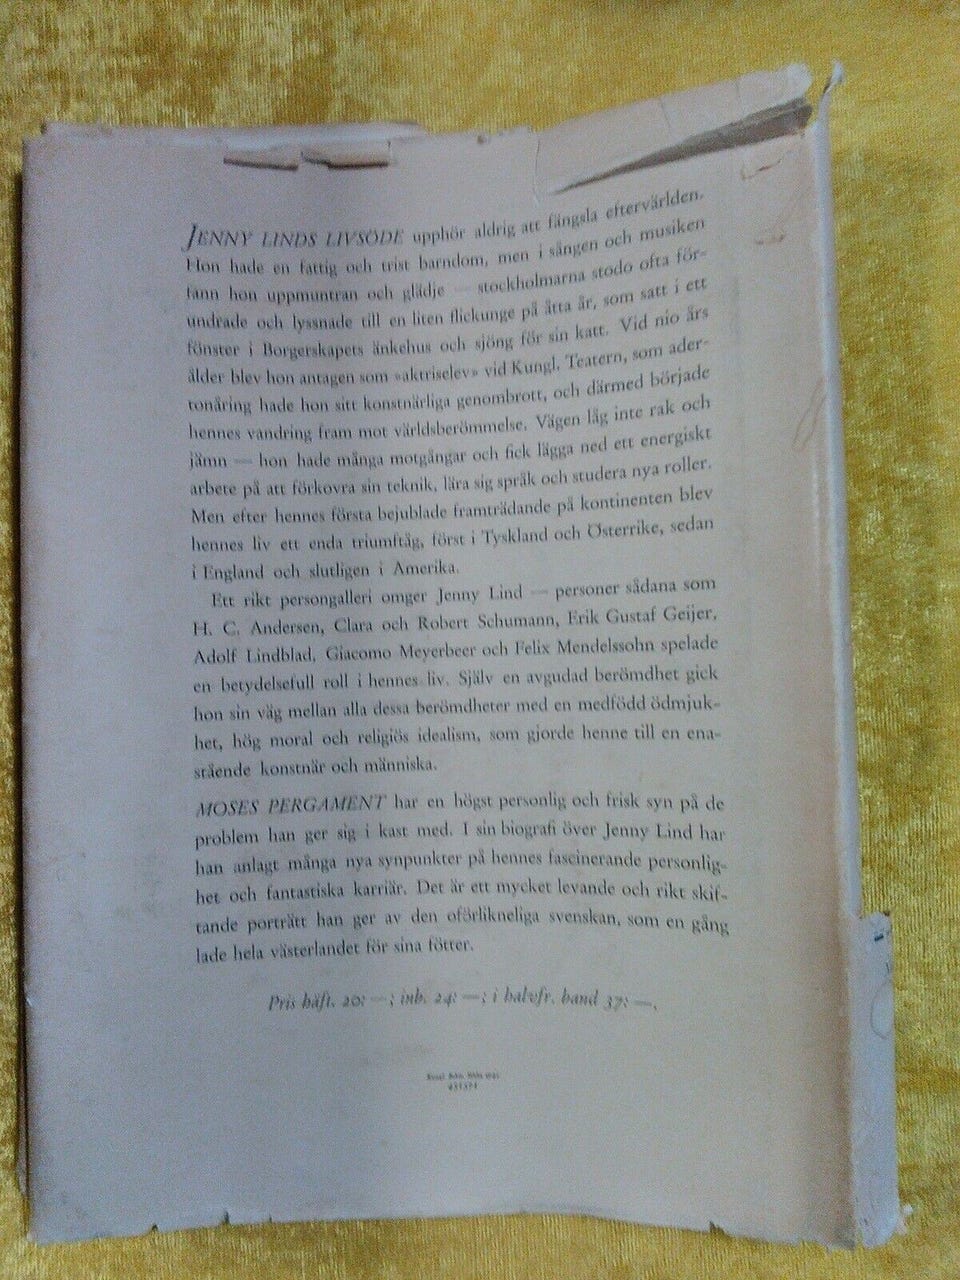 JENNY LINDS LIVSÖDE upphör aldrig att fängsla eftervärlden.
Hon hade en fattig och trist barndom, men i sången och musiken
fann hon uppmuntran och glädje — stockholmarna stodo ofta för-
undrade och lyssnade till en liten flickunge på åtta år, som satt i ett
fönster i Borgerskapets änkehus och sjöng för sin katt. Vid nio års
ålder blev hon antagen som »aktriselev» vid Kungl. Teatern, som ader-
tonåring hade hon sitt konstnärliga genombrott, och därmed började
hennes vandring fram mot världsberömmelse. Vägen låg inte rak och
jämn — hon hade många motgångar och fick lägga ned ett energiskt
arbete på att förkovra sin teknik, lära sig språk och studera nya roller.
Men efter hennes första bejublade framträdande på kontinenten blev
hennes liv ett enda triumftåg, först i Tyskland och Österrike, sedan
i England och slutligen i Amerika.
Ett rikt persongalleri omger Jenny Lind — personer sådana som
H. C. Andersen, Clara och Robert Schumann, Erik Gustaf Geijer,
Adolf Lindblad, Giacomo Meyerbeer och Felix Mendelssohn spelade
en betydelsefull roll i hennes liv. Själv en avgudad berömdhet gick
hon sin väg mellan alla dessa berömdheter med en medfödd ödmjuk-
het, hög moral och religiös idealism, som gjorde henne till en ena-
stående konstnär och människa.
MOSES PERGAMENT har en högst personlig och frisk syn på de
problem han ger sig i kast med. I sin biografi över Jenny Lind har
han anlagt många nya synpunkter på hennes fascinerande personlig-
het och fantastiska karriär. Det är ett mycket levande och rikt skif-
tande porträtt han ger av den oförlikneliga svenskan, som en gång
lade hela västerlandet för sina fötter.
Pris häft. 20: —; inb. 24: —; i halvfr. band 37: —.
Kungl. Boktr. Sthlm